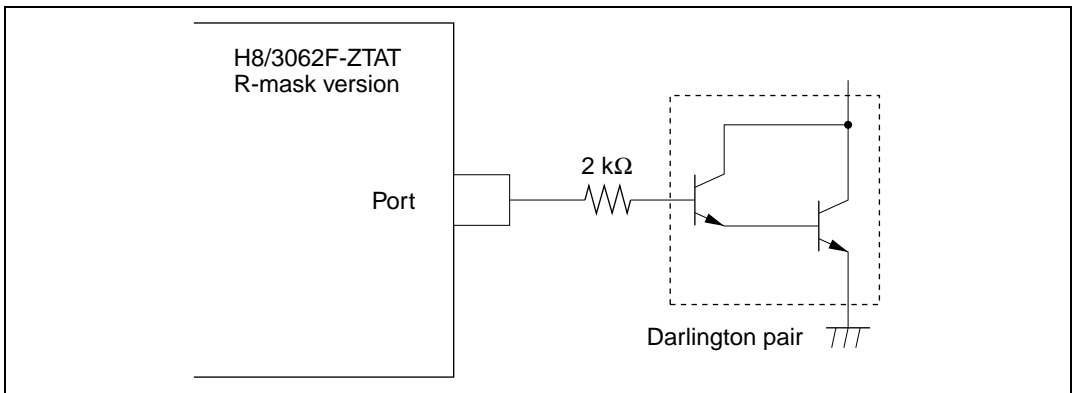 H8/3062F-ZTAT
R-mask version
2 kΩ
Port
Darlington pair